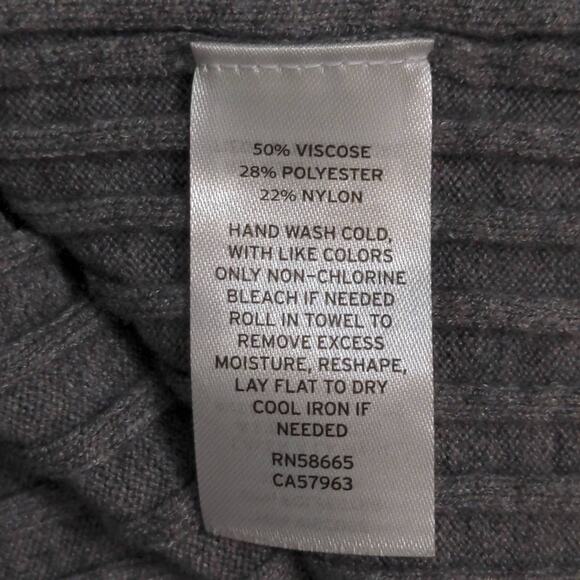 50% VISCOSE
28% POLYESTER
22% NYLON
HAND WASH COLD,
WITH LIKE COLORS
ONLY NON-CHLORINE
BLEACH IF NEEDED
ROLL IN TOWEL TO
REMOVE EXCESS
MOISTURE, RESHAPE,
LAY FLAT TO DRY
COOL IRON IF
NEEDED
RN58665
CA57963